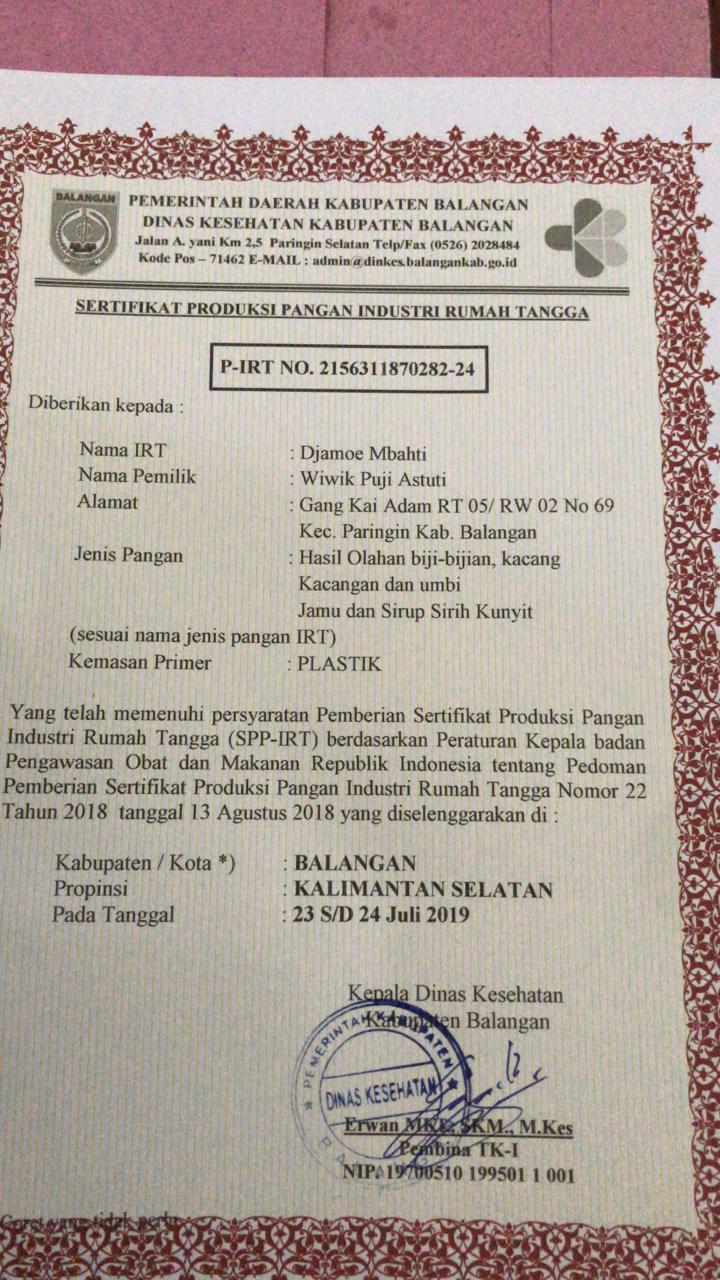 BALANGAN
PEMERINTAH DAERAH KABUPATEN BALANGAN
DINAS KESEHATAN KABUPATEN BALANGAN
Jalan A. yani Km 2,5 Paringin Selatan Telp/Fax (0526) 2028484
Kode Pos – 71462 E-MAIL : admin@dinkes.balangankab.go.id
SERTIFIKAT PRODUKSI PANGAN INDUSTRI RUMAH TANGGA
P-IRT NO. 2156311870282-24
Diberikan kepada :
Nama IRT : Djamoe Mbahti
Nama Pemilik : Wiwik Puji Astuti
Alamat : Gang Kai Adam RT 05/ RW 02 No 69
Kec. Paringin Kab. Balangan
Jenis Pangan : Hasil Olahan biji-bijian, kacang
Kacangan dan umbi
Jamu dan Sirup Sirih Kunyit
(sesuai nama jenis pangan IRT)
Kemasan Primer : PLASTIK
Yang telah memenuhi persyaratan Pemberian Sertifikat Produksi Pangan
Industri Rumah Tangga (SPP-IRT) berdasarkan Peraturan Kepala badan
Pengawasan Obat dan Makanan Republik Indonesia tentang Pedoman
Pemberian Sertifikat Produksi Pangan Industri Rumah Tangga Nomor 22
Tahun 2018 tanggal 13 Agustus 2018 yang diselenggarakan di :
Kabupaten / Kota *) : BALANGAN
Propinsi : KALIMANTAN SELATAN
Pada Tanggal : 23 S/D 24 Juli 2019
Kepala Dinas Kesehatan
Kabupaten Balangan
PEMERINTAH KABUPATEN
DINAS KESEHATAN
Erwan MKE, SKM., M.Kes
Pembina TK-I
NIP. 19700510 199501 1 001
Coret yang tidak perlu